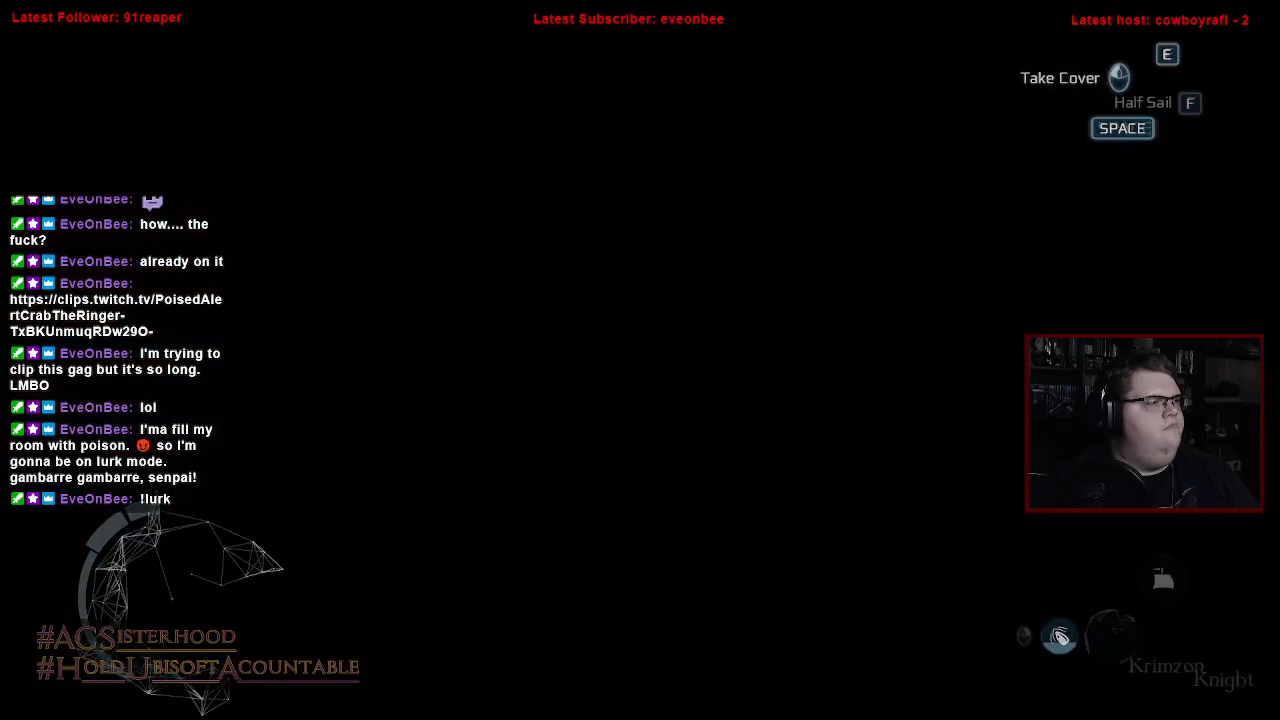 Latest Follower: 91reaper
Latest Subscriber: eveonbee
Latest host: cowboyrafl - 2
E
Take Cover
Half Sail F
SPACE
EveOnBee:
EveOnBee: how.... the
fuck?
EveOnBee: already on it
EveOnBee:
https://clips.twitch.tv/PoisedAle
rtCrabTheRinger-
TxBKUnmuqRDw29O-
EveOnBee: I'm trying to
clip this gag but it's so long.
LMBO
EveOnBee: lol
EveOnBee: I'ma fill my
room with poison. 😈 so I'm
gonna be on lurk mode.
gambarre gambarre, senpai!
EveOnBee: !lurk
#ACSisterhood
#HoldUbisoftAcountable
Krimzon
Knight